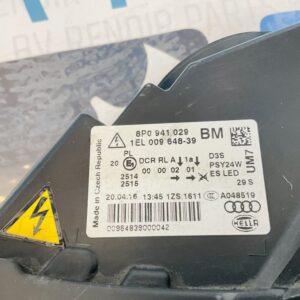 8P0 941.029 BM
1EL 009 648-39
Made in Czech Republic
PL
20 E DCR RL A 1a D3S
00 00 02 01 PSY24W
2514 ES LED
2515 29 S
UM7
20.04.16 13:45 1ZS 1611 A048519
00964839000042
HELLA